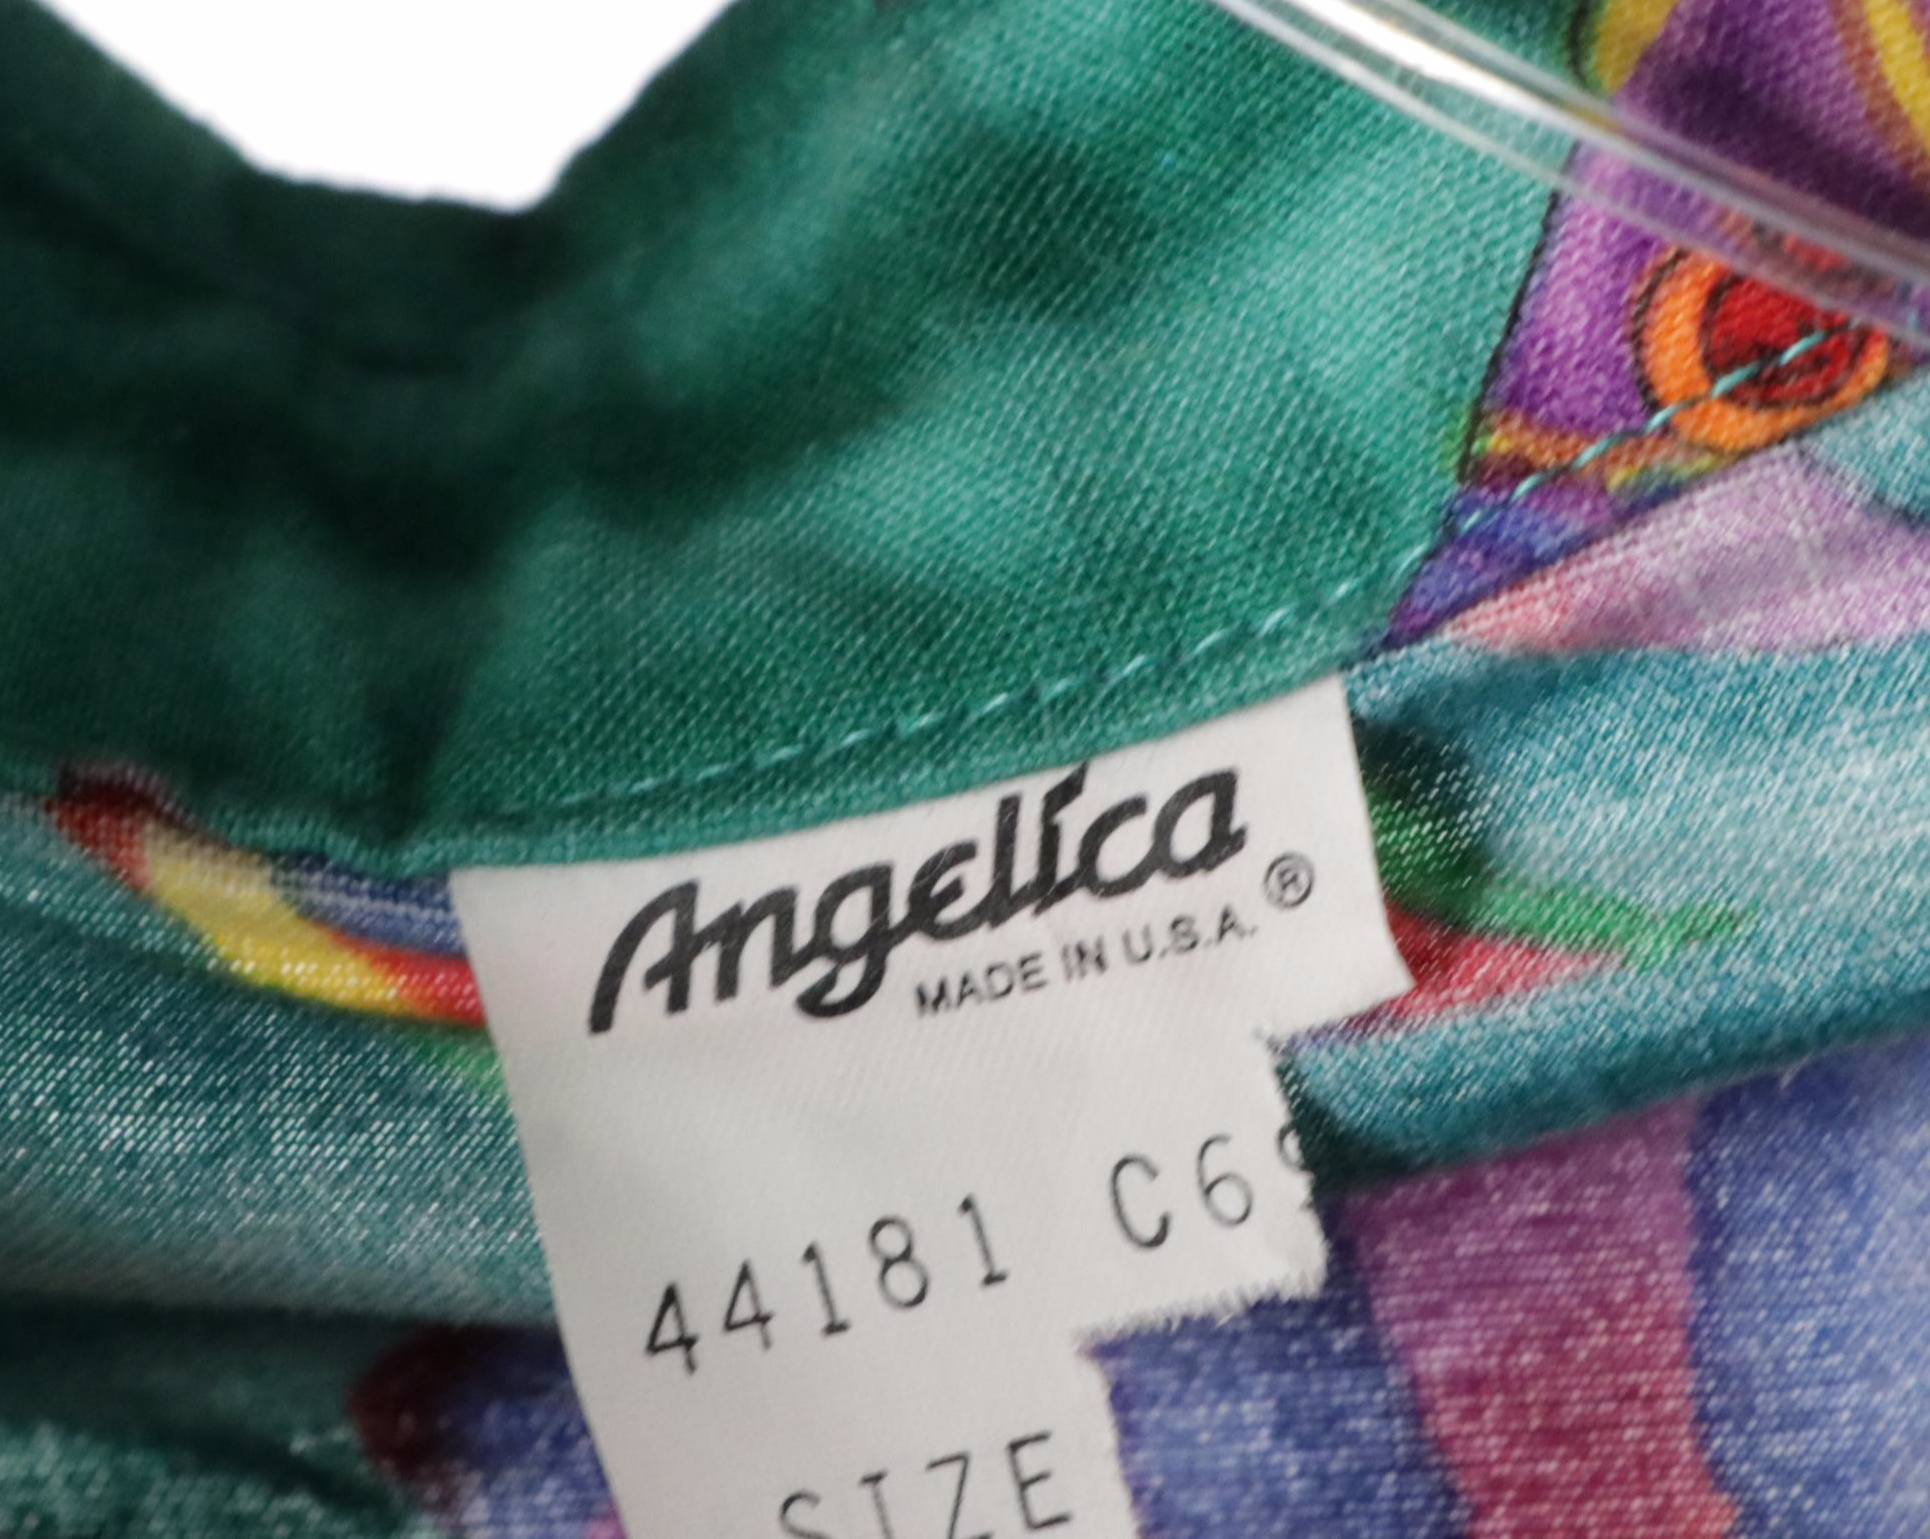 Angelica ®
MADE IN U.S.A.
44181 C6
SIZE